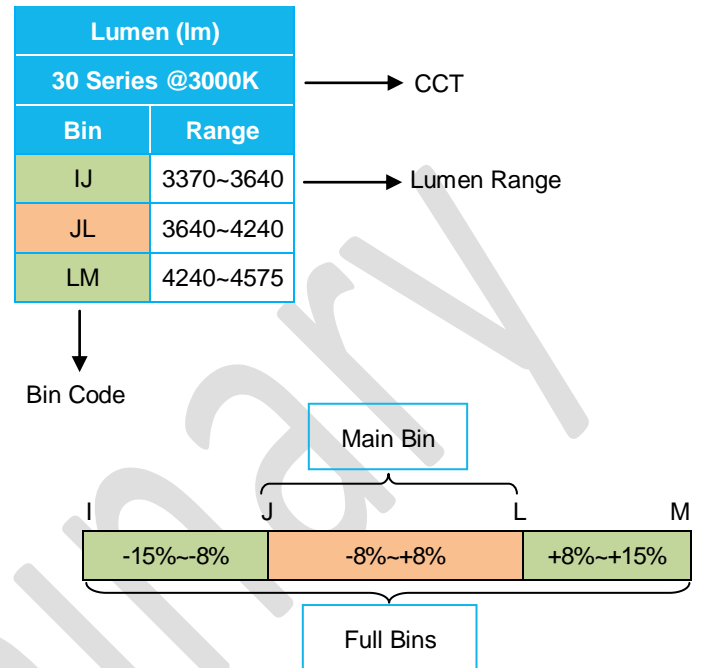 Lumen (lm)
30 Series @3000K
CCT
Bin Range
IJ 3370~3640
Lumen Range
JL 3640~4240
LM 4240~4575
Bin Code
Main Bin
I J L M
-15%~-8% -8%~+8% +8%~+15%
Full Bins